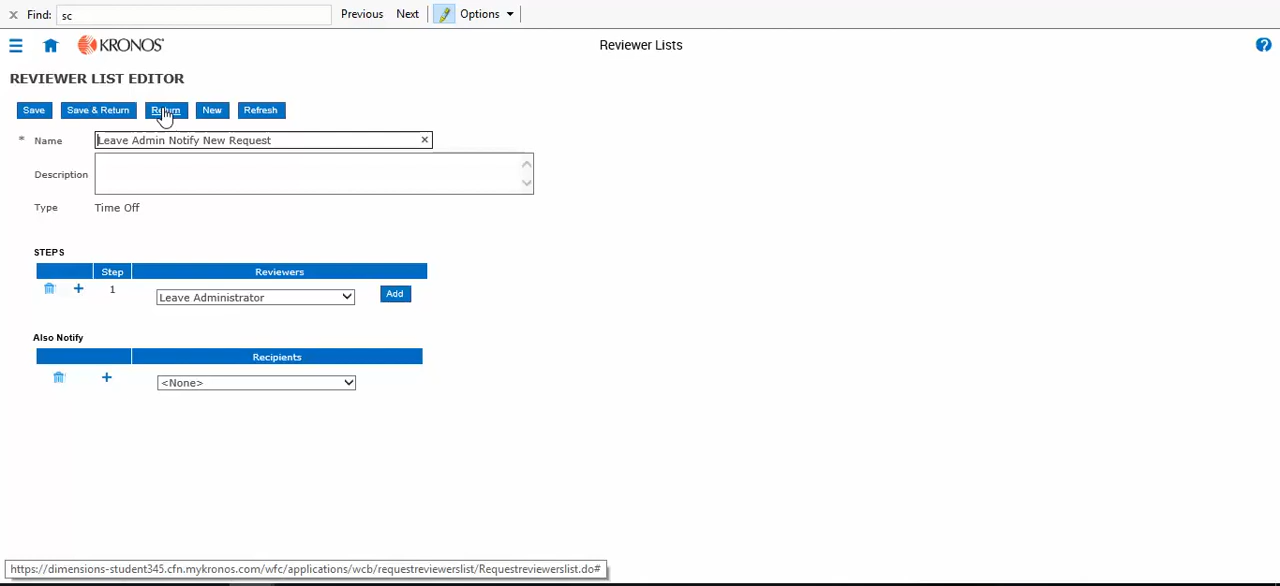 Find: sc Previous Next Options
KRONOS Reviewer Lists
REVIEWER LIST EDITOR
Save Save & Return Return New Refresh
* Name Leave Admin Notify New Request
Description
Type Time Off
STEPS
Step Reviewers
1 Leave Administrator Add
Also Notify
Recipients
<None>
https://dimensions-student345.cfn.mykronos.com/wfc/applications/wcb/requestreviewerslist/Requestreviewerslist.do#